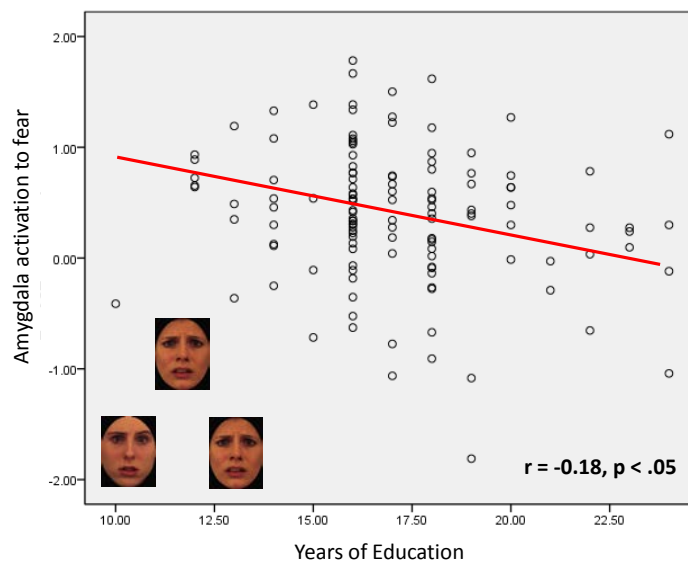 2.00
1.00
0.00
-1.00
-2.00
Amygdala activation to fear
r = -0.18, p < .05
10.00 12.50 15.00 17.50 20.00 22.50
Years of Education